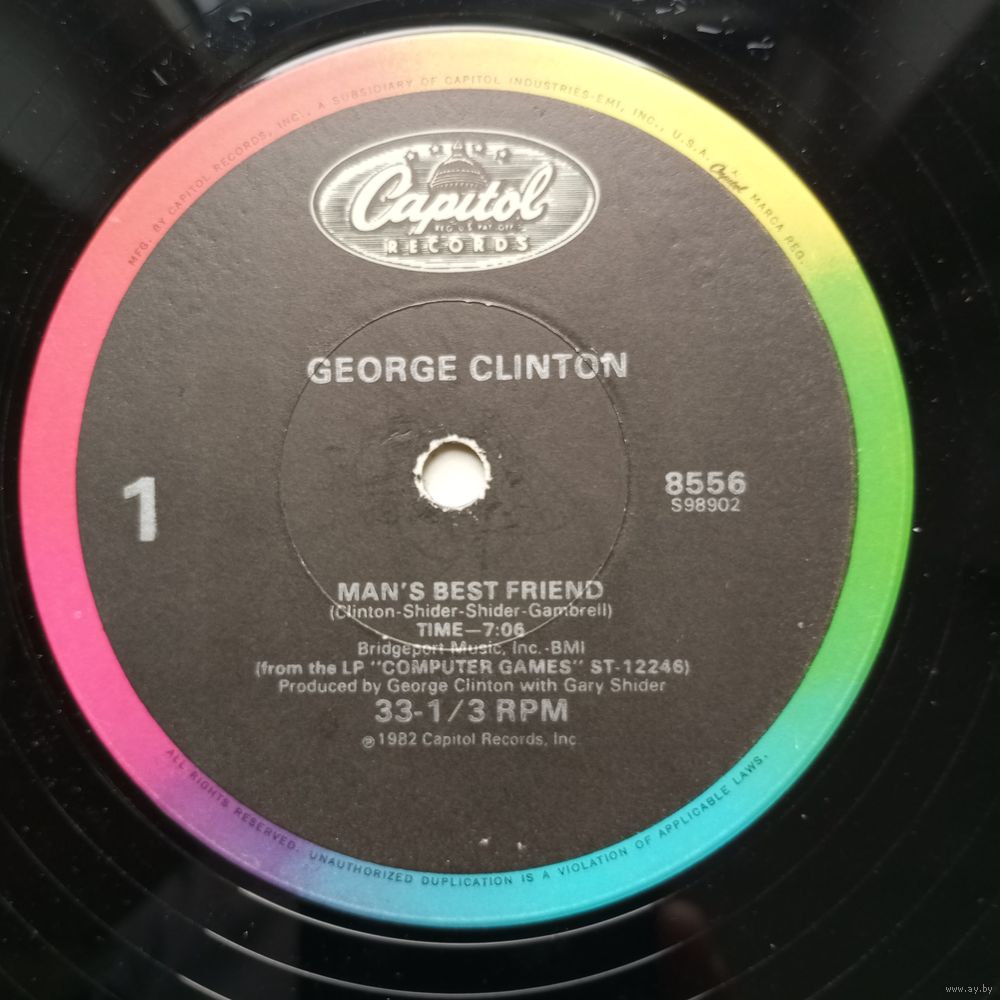 MFG. BY CAPITOL RECORDS, INC., A SUBSIDIARY OF CAPITOL INDUSTRIES-EMI, INC., U.S.A. Capitol MARCA REG.
Capitol
REG. U.S. PAT. OFF.
RECORDS
GEORGE CLINTON
1
8556
S98902
MAN'S BEST FRIEND
(Clinton-Shider-Shider-Gambrell)
TIME—7:06
Bridgeport Music, Inc.-BMI
(from the LP "COMPUTER GAMES" ST-12246)
Produced by George Clinton with Gary Shider
33-1/3 RPM
℗1982 Capitol Records, Inc.
ALL RIGHTS RESERVED. UNAUTHORIZED DUPLICATION IS A VIOLATION OF APPLICABLE LAWS.
www.ay.by